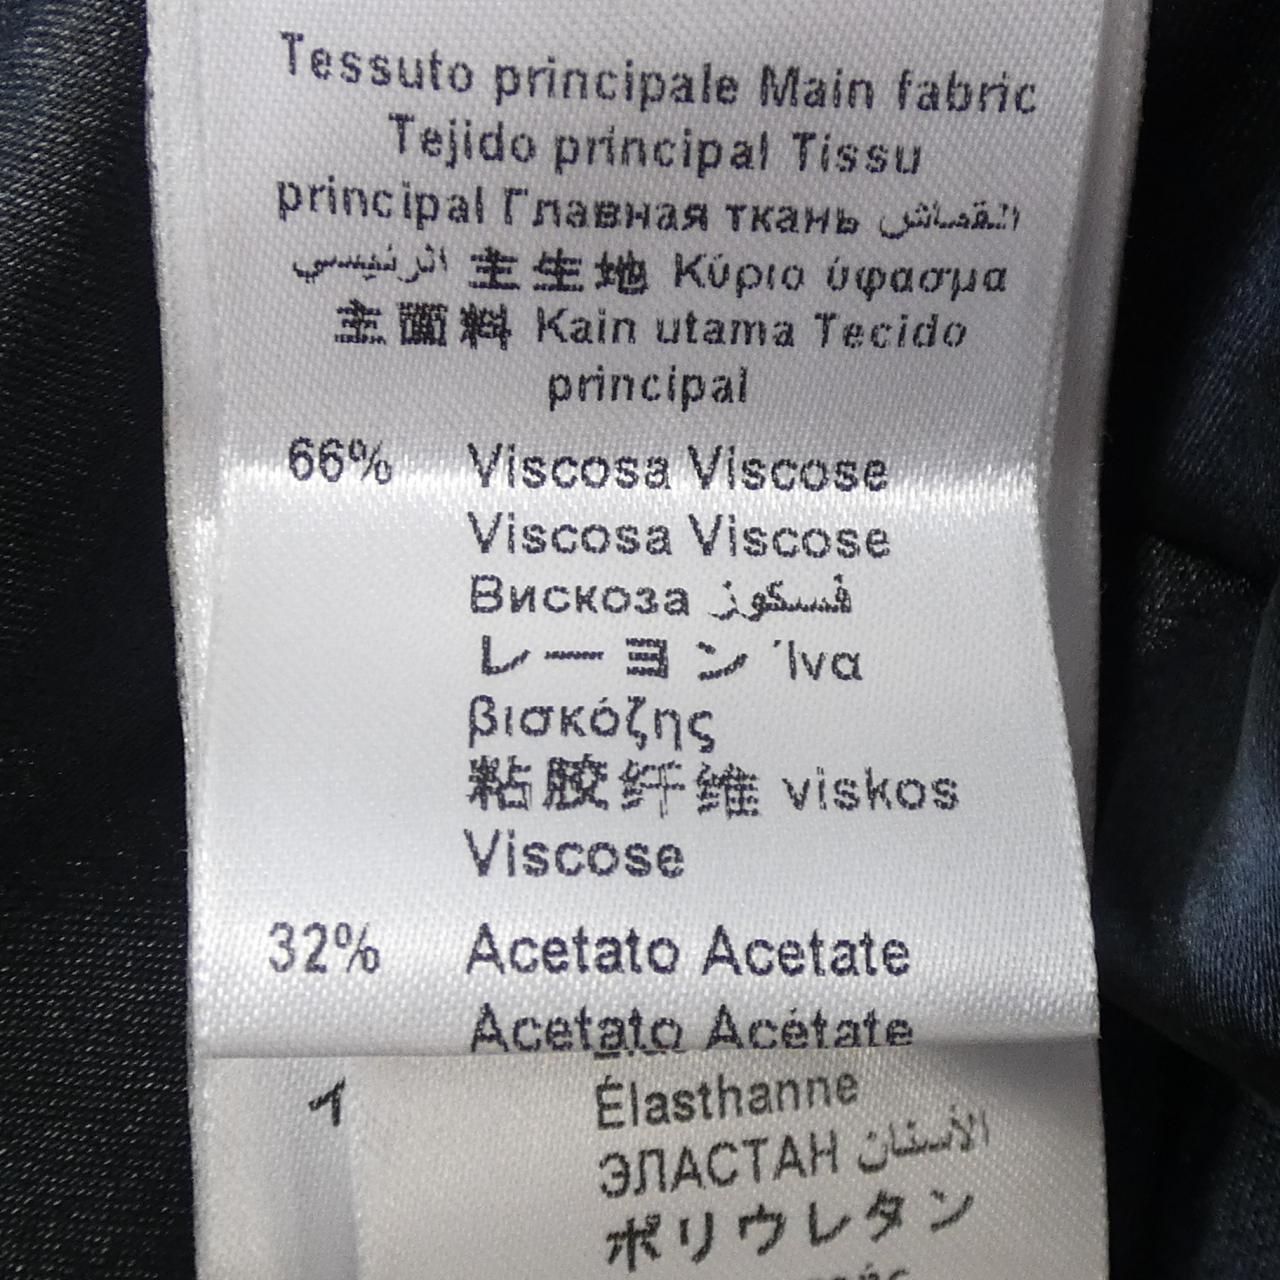 Tessuto principale Main fabric
Tejido principal Tissu
principal Главная ткань القماش
الرئيسي 主生地 Κύριο ύφασμα
主面料 Kain utama Tecido
principal
66% Viscosa Viscose
Viscosa Viscose
Вискоза فسكوز
レーヨン Ίνα
βισκόζης
粘胶纤维 viskos
Viscose
32% Acetato Acetate
Acetato Acétate
Élasthanne
ЭЛАСТАН الأستان
ポリウレタン